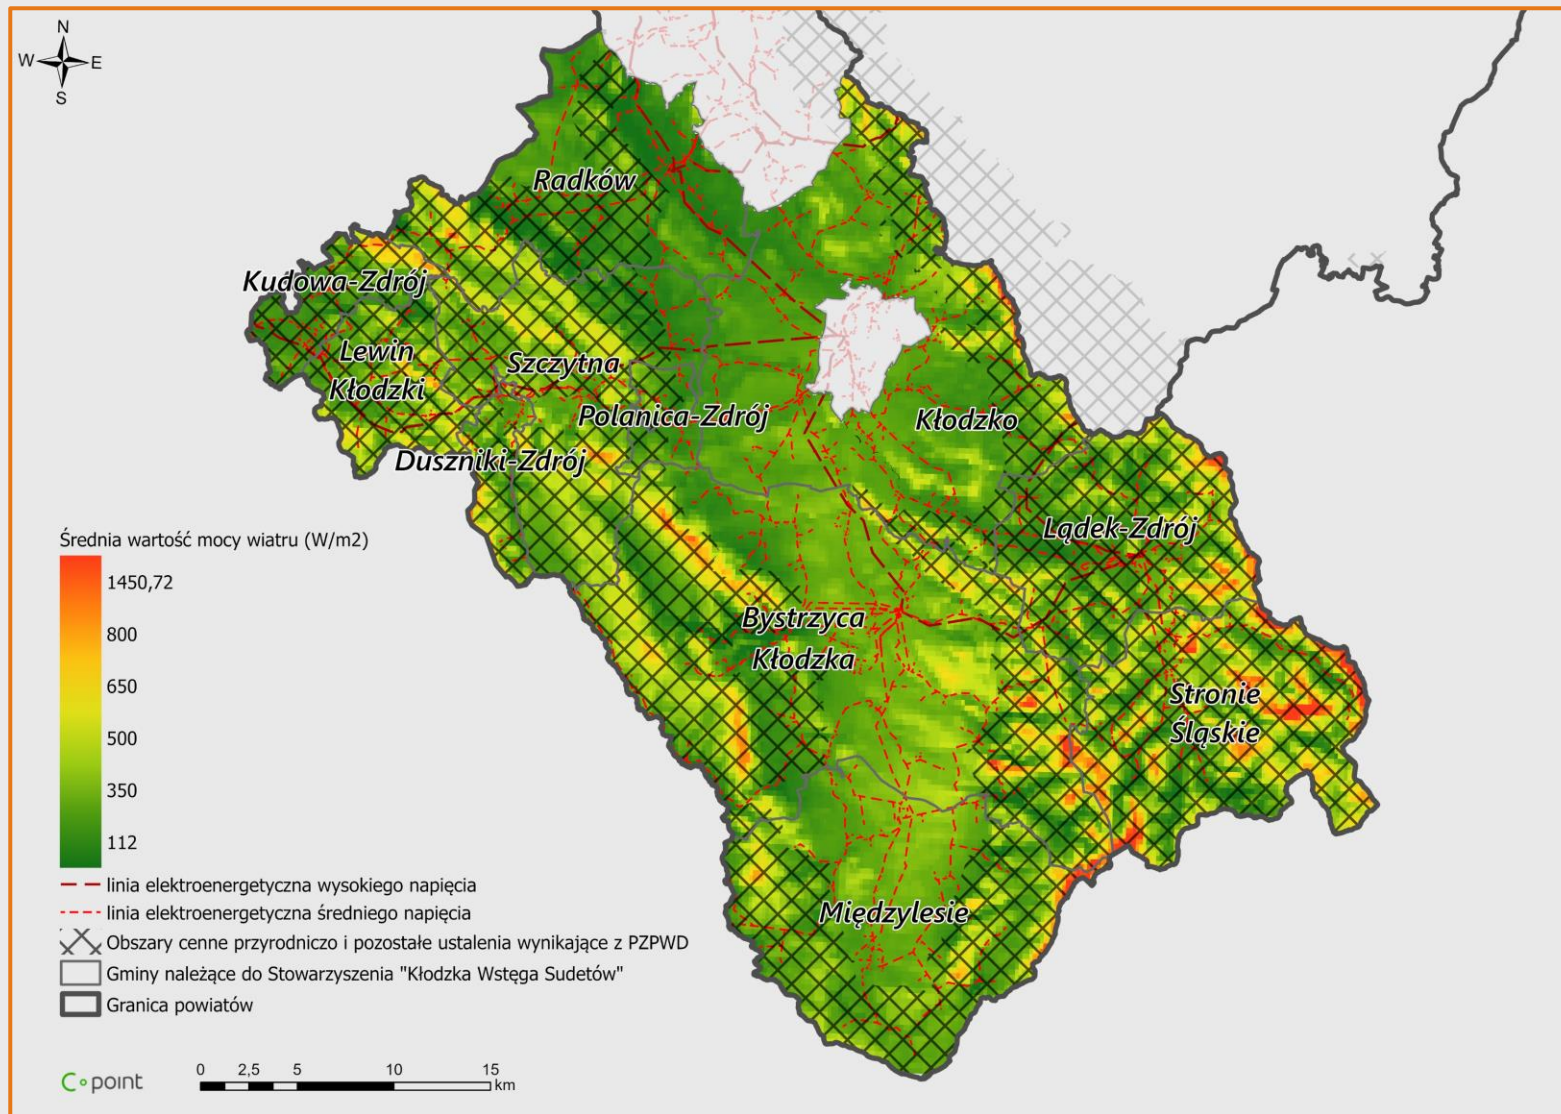 N
W E
S
Radków
Kudowa-Zdrój
Lewin
Kłodzki
Szczytna
Polanica-Zdrój
Kłodzko
Duszniki-Zdrój
Lądek-Zdrój
Bystrzyca
Kłodzka
Stronie
Śląskie
Międzylesie
Średnia wartość mocy wiatru (W/m2)
1450,72
800
650
500
350
112
linia elektroenergetyczna wysokiego napięcia
linia elektroenergetyczna średniego napięcia
Obszary cenne przyrodniczo i pozostałe ustalenia wynikające z PZPWD
Gminy należące do Stowarzyszenia "Kłodzka Wstęga Sudetów"
Granica powiatów
C point
0 2,5 5 10 15
km